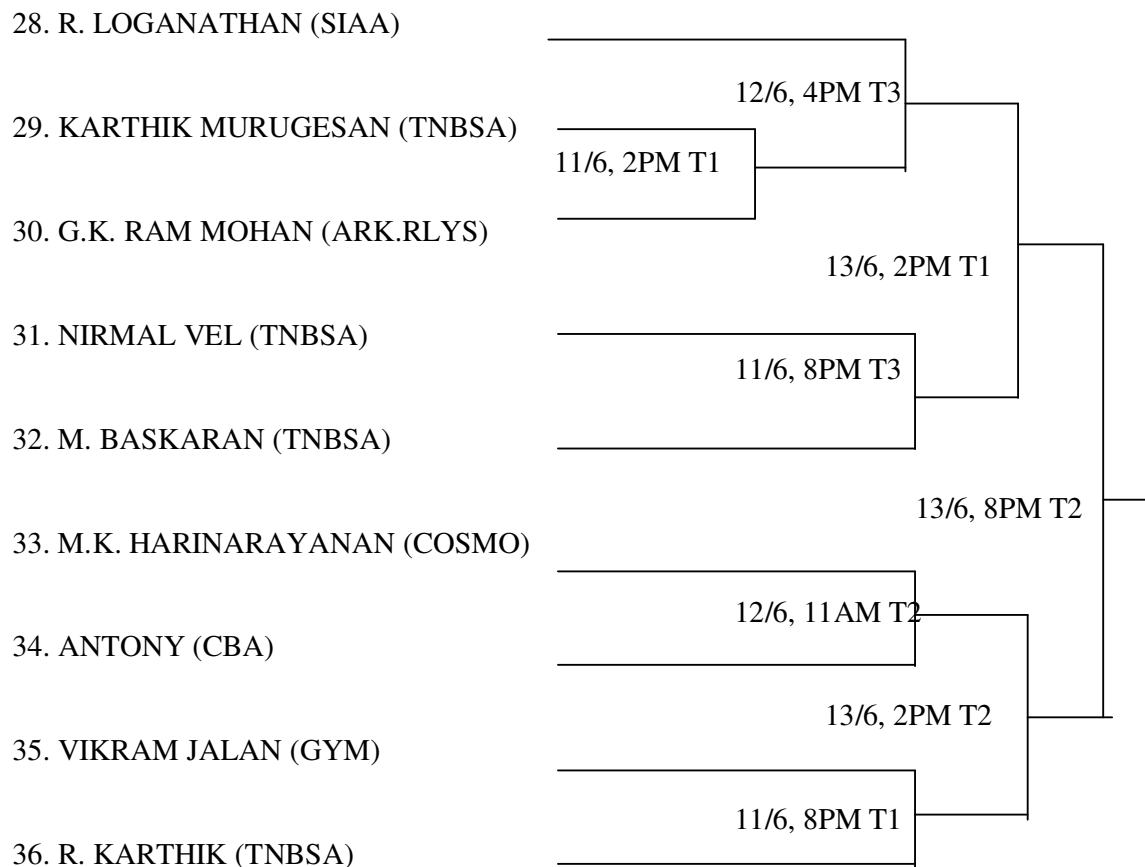 28. R. LOGANATHAN (SIAA)
12/6, 4PM T3
29. KARTHIK MURUGESAN (TNBSA)
11/6, 2PM T1
30. G.K. RAM MOHAN (ARK.RLYS)
13/6, 2PM T1
31. NIRMAL VEL (TNBSA)
11/6, 8PM T3
32. M. BASKARAN (TNBSA)
13/6, 8PM T2
33. M.K. HARINARAYANAN (COSMO)
12/6, 11AM T2
34. ANTONY (CBA)
13/6, 2PM T2
35. VIKRAM JALAN (GYM)
11/6, 8PM T1
36. R. KARTHIK (TNBSA)